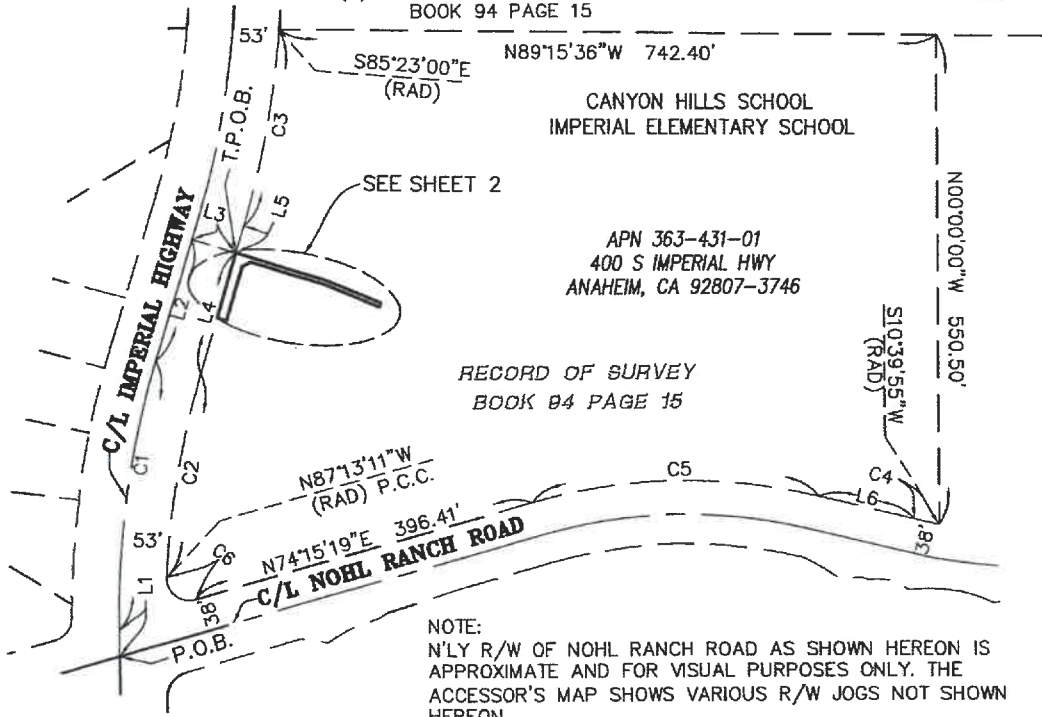 BOOK 94 PAGE 15
53'
N89°15'36"W 742.40'
S85°23'00"E
(RAD)
CANYON HILLS SCHOOL
IMPERIAL ELEMENTARY SCHOOL
C3
T.P.O.B.
SEE SHEET 2
L3
L5
N00°00'00"W 550.50'
APN 363-431-01
400 S IMPERIAL HWY
ANAHEIM, CA 92807-3746
C/L IMPERIAL HIGHWAY
L2
L4
S10°39'55"W
(RAD)
RECORD OF SURVEY
BOOK 94 PAGE 15
C1
C2
N87°13'11"W
(RAD) P.C.C.
C5
C4
L6
53'
C6
N74°15'19"E 396.41'
38'
C/L NOHL RANCH ROAD
L1
38'
P.O.B.
NOTE:
N'LY R/W OF NOHL RANCH ROAD AS SHOWN HEREON IS
APPROXIMATE AND FOR VISUAL PURPOSES ONLY. THE
ACCESSOR'S MAP SHOWS VARIOUS R/W JOGS NOT SHOWN
HEREON